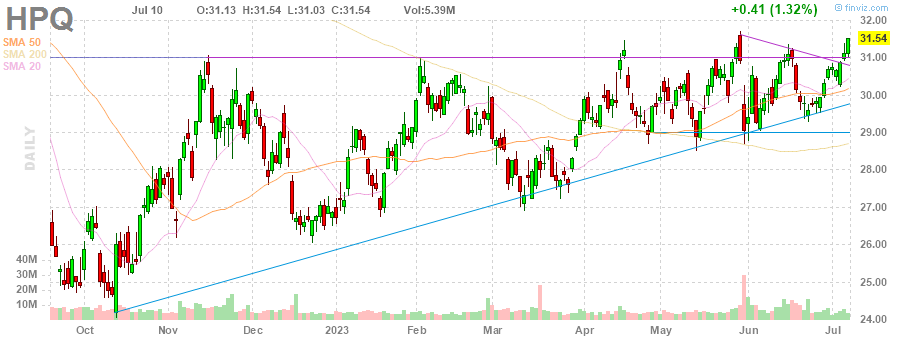 HPQ Jul 10 O:31.13 H:31.54 L:31.03 C:31.54 Vol:5.39M +0.41 (1.32%) © finviz.com
SMA 50
SMA 200
SMA 20
DAILY
32.00
31.54
31.00
30.00
29.00
28.00
27.00
26.00
25.00
24.00
40M
30M
20M
10M
Oct Nov Dec 2023 Feb Mar Apr May Jun Jul